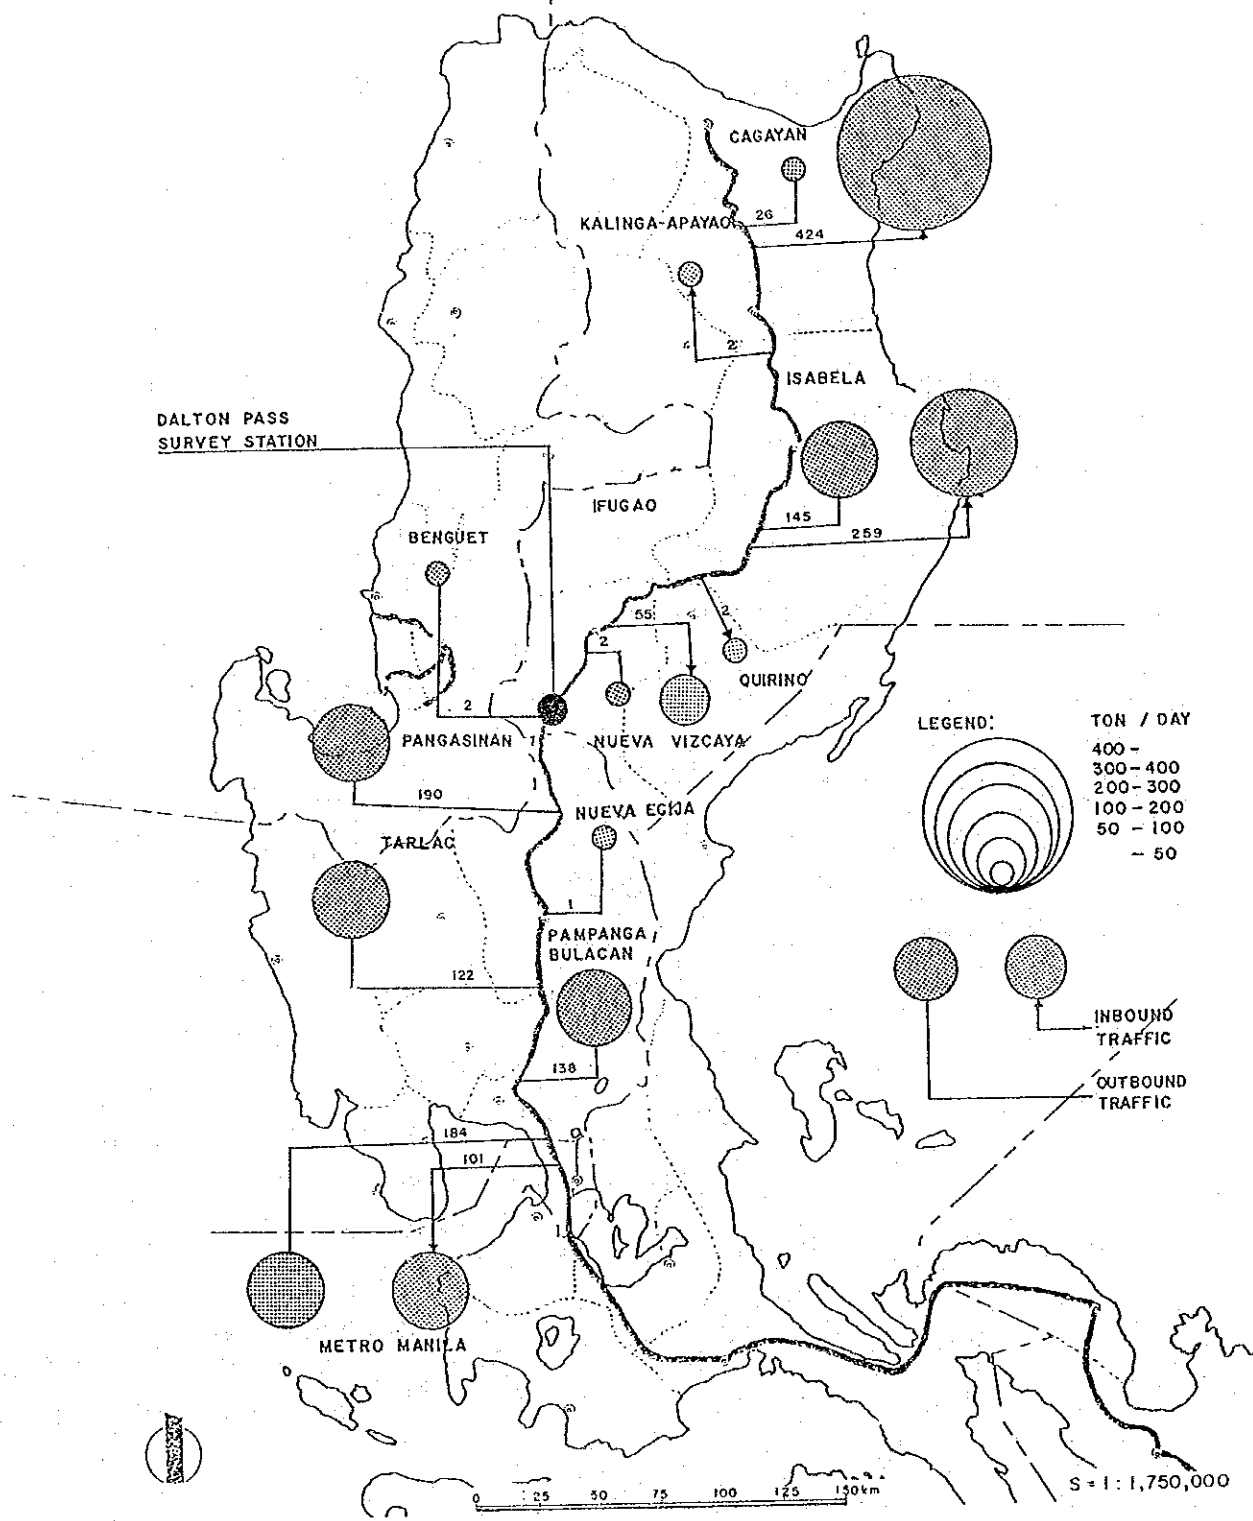 CAGAYAN
26
KALINGA-APAYAO
424
2
ISABELA
DALTON PASS
SURVEY STATION
IFUGAO
145
259
BENGUET
55
2
2
QUIRINO
2
PANGASINAN
1
NUEVA VIZCAYA
190
NUEVA ECIJA
TARLAC
1
PAMPANGA
BULACAN
122
138
184
101
METRO MANILA
LEGEND:
TON / DAY
400 -
300-400
200-300
100-200
50 - 100
- 50
INBOUND
TRAFFIC
OUTBOUND
TRAFFIC
0 25 50 75 100 125 150km
S=1:1,750,000